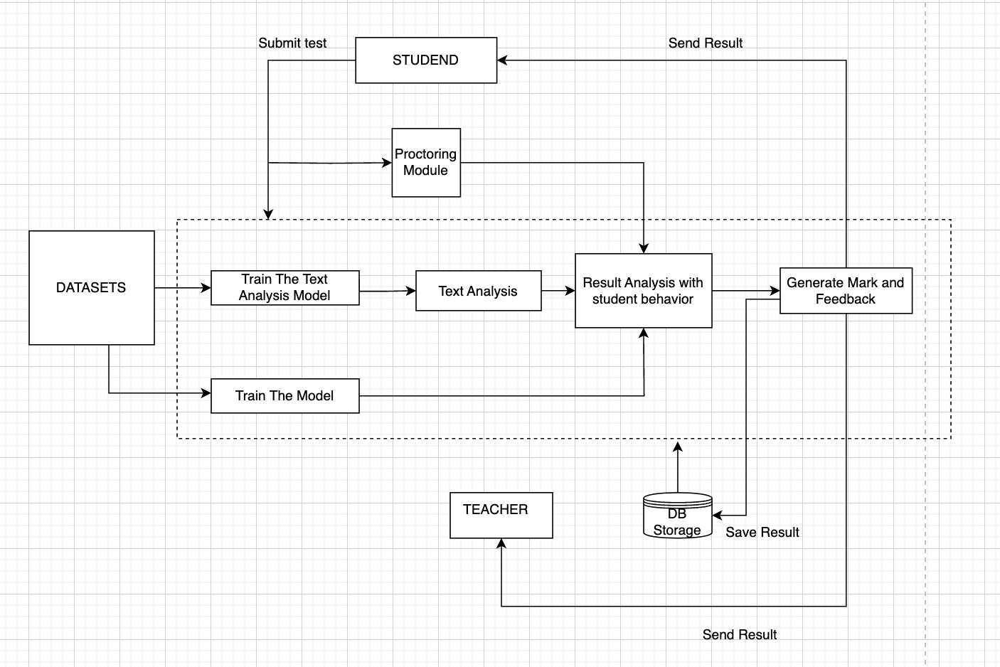 Submit test
STUDEND
Send Result
Proctoring
Module
DATASETS
Train The Text
Analysis Model
Text Analysis
Result Analysis with
student behavior
Generate Mark and
Feedback
Train The Model
TEACHER
DB
Storage
Save Result
Send Result